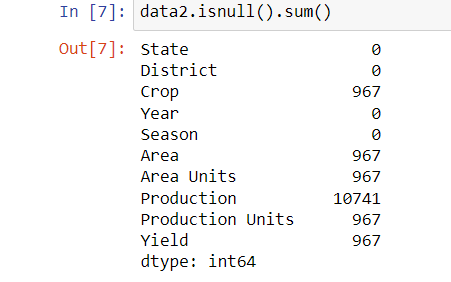 In [7]: data2.isnull().sum()
Out[7]: State 0
District 0
Crop 967
Year 0
Season 0
Area 967
Area Units 967
Production 10741
Production Units 967
Yield 967
dtype: int64